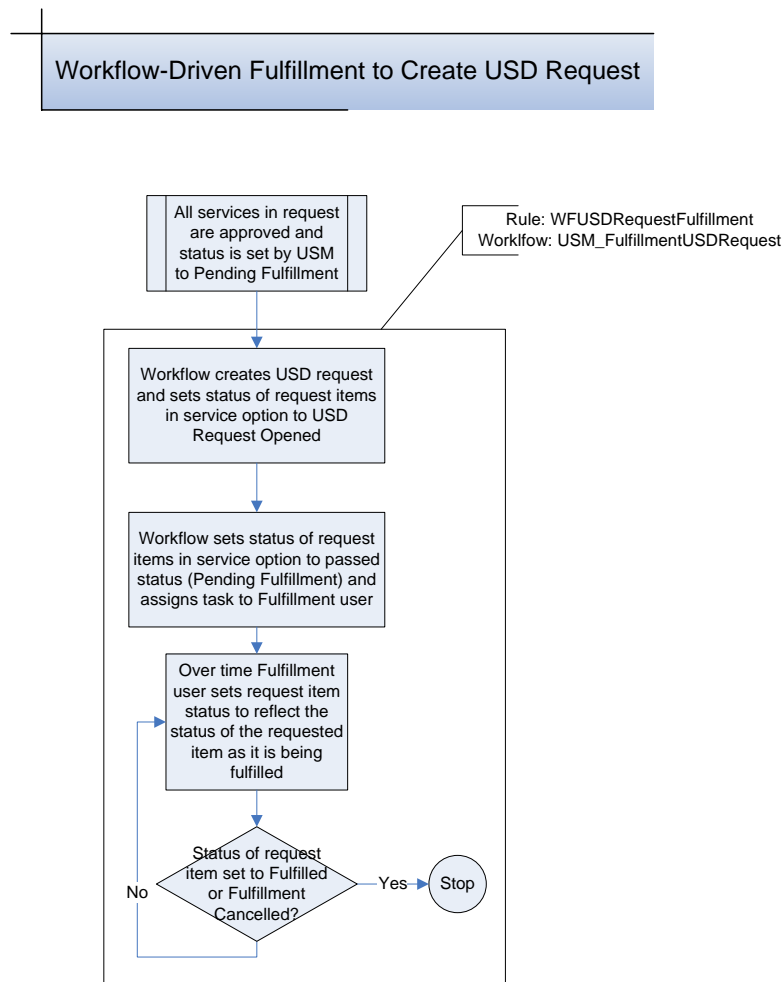 Workflow-Driven Fulfillment to Create USD Request
All services in request
are approved and
status is set by USM
to Pending Fulfillment
Rule: WFUSDRequestFulfillment
Worklfow: USM_FulfillmentUSDRequest
Workflow creates USD request
and sets status of request items
in service option to USD
Request Opened
Workflow sets status of request
items in service option to passed
status (Pending Fulfillment) and
assigns task to Fulfillment user
Over time Fulfillment
user sets request item
status to reflect the
status of the requested
item as it is being
fulfilled
Status of request
item set to Fulfilled
or Fulfillment
Cancelled?
No
Yes
Stop